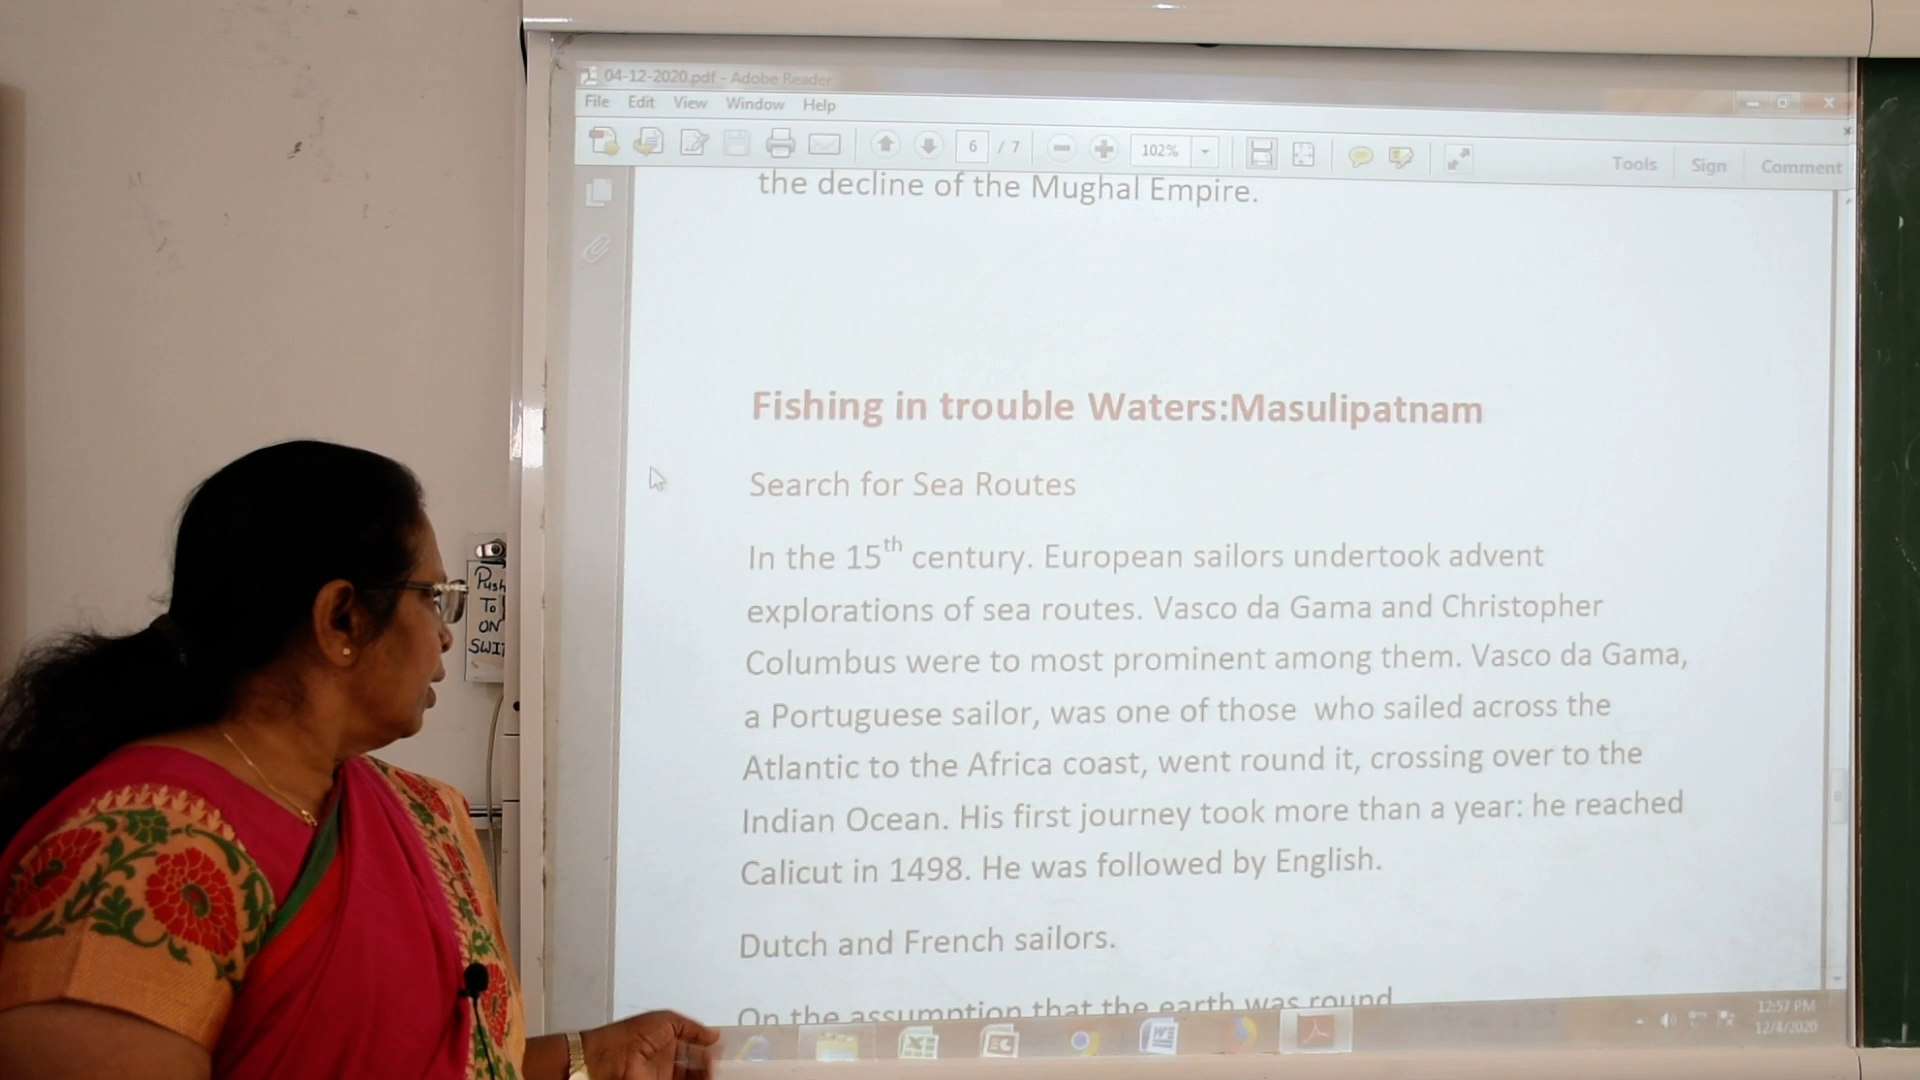 04-12-2020.pdf - Adobe Reader
File Edit View Window Help
6 / 7 102% Tools Sign Comment
the decline of the Mughal Empire.
Fishing in trouble Waters:Masulipatnam
Search for Sea Routes
In the 15th century. European sailors undertook advent
explorations of sea routes. Vasco da Gama and Christopher
Columbus were to most prominent among them. Vasco da Gama,
a Portuguese sailor, was one of those who sailed across the
Atlantic to the Africa coast, went round it, crossing over to the
Indian Ocean. His first journey took more than a year: he reached
Calicut in 1498. He was followed by English.
Dutch and French sailors.
On the assumption that the earth was round
12:57 PM
12/4/2020
Push
To
ON
SWI